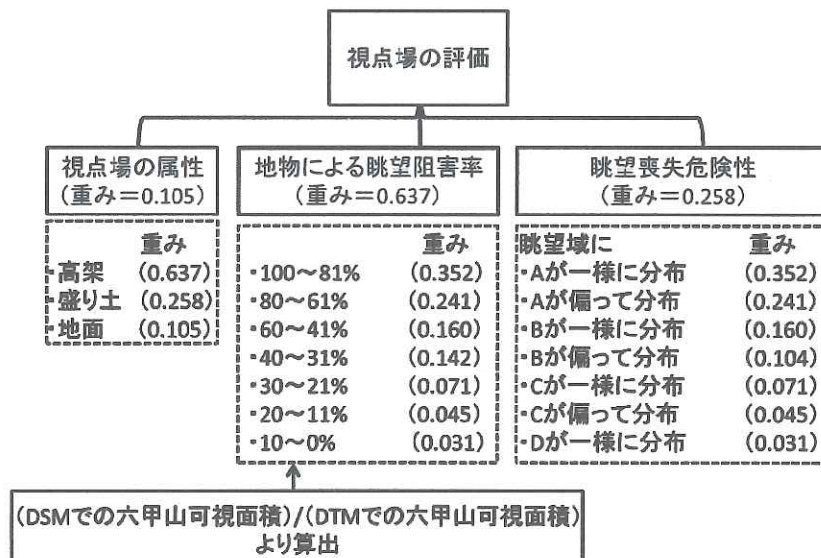 視点場の評価
視点場の属性
(重み=0.105)
地物による眺望阻害率
(重み=0.637)
眺望喪失危険性
(重み=0.258)
重み
・高架 (0.637)
・盛り土 (0.258)
・地面 (0.105)
重み
・100～81% (0.352)
・80～61% (0.241)
・60～41% (0.160)
・40～31% (0.142)
・30～21% (0.071)
・20～11% (0.045)
・10～0% (0.031)
眺望域に 重み
・Aが一様に分布 (0.352)
・Aが偏って分布 (0.241)
・Bが一様に分布 (0.160)
・Bが偏って分布 (0.104)
・Cが一様に分布 (0.071)
・Cが偏って分布 (0.045)
・Dが一様に分布 (0.031)
(DSMでの六甲山可視面積)/(DTMでの六甲山可視面積)
より算出